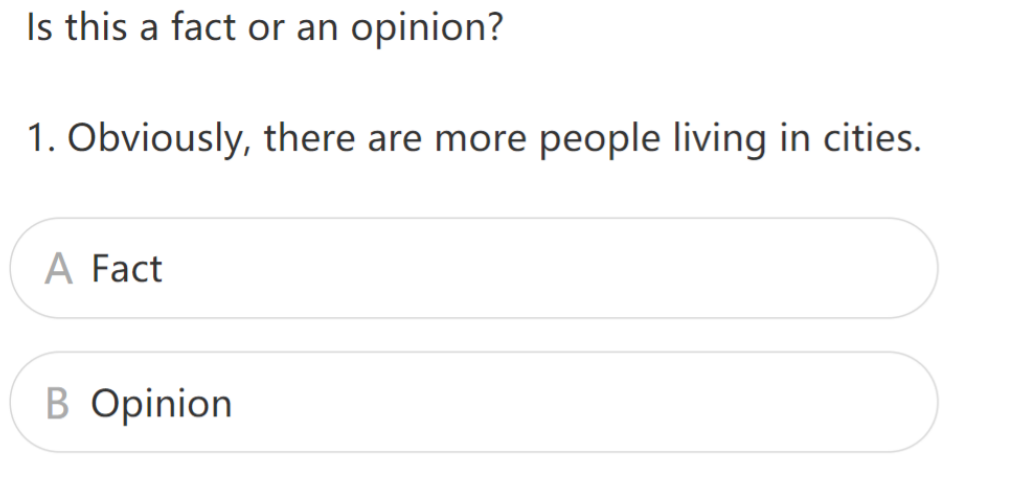 Is this a fact or an opinion?
1. Obviously, there are more people living in cities.
A Fact
B Opinion